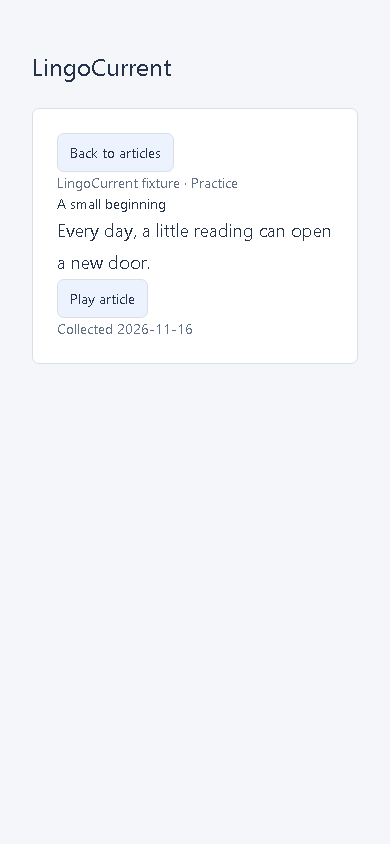 LingoCurrent
Back to articles
LingoCurrent fixture · Practice
A small beginning
Every day, a little reading can open
a new door.
Play article
Collected 2026-11-16